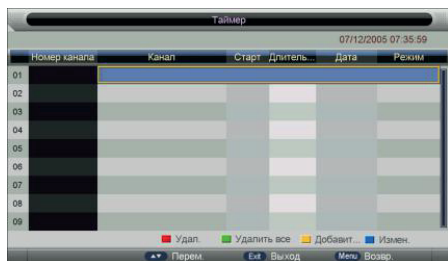 Таймер
07/12/2005 07:35:59
Номер канала Канал Старт Длитель... Дата Режим
01
02
03
04
05
06
07
08
09
Удал. Удалить все Добавит... Измен.
Перем. Exit Выход Menu Возвр.